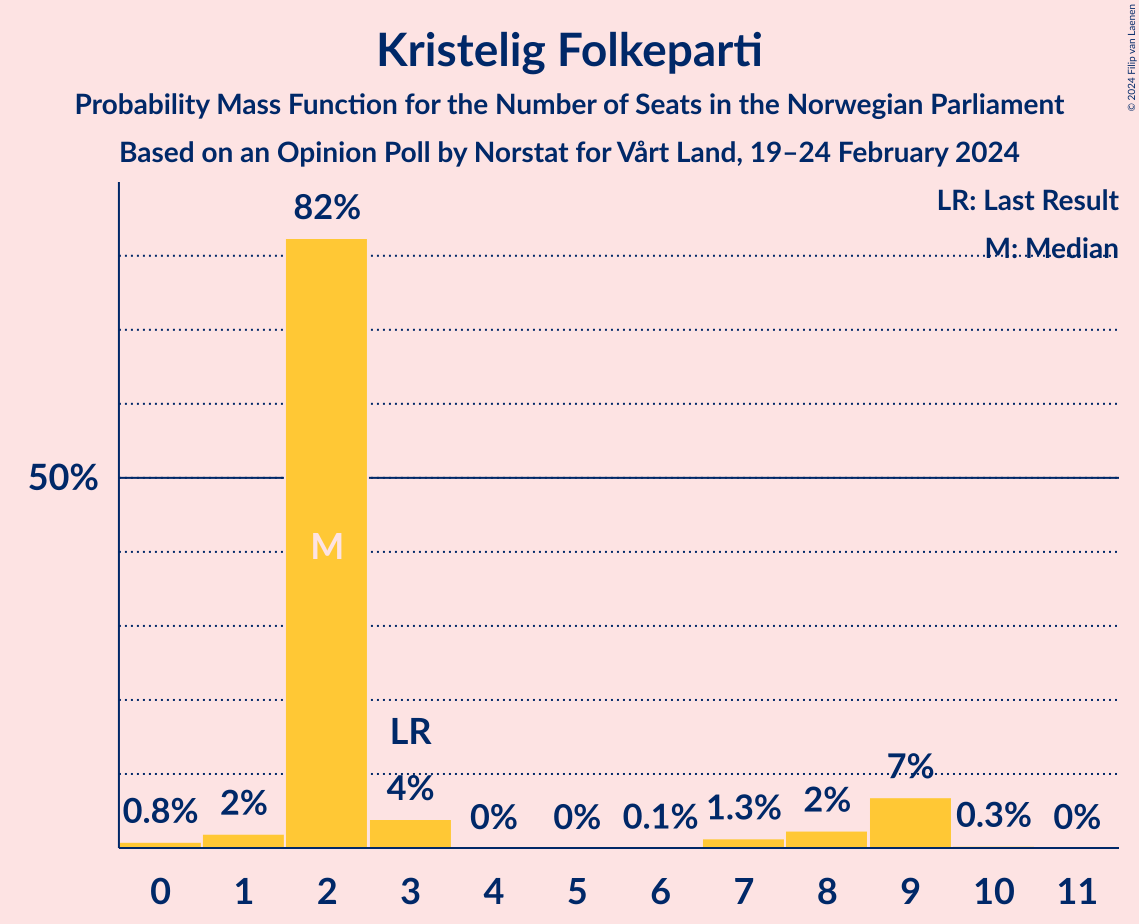 Kristelig Folkeparti
Probability Mass Function for the Number of Seats in the Norwegian Parliament
Based on an Opinion Poll by Norstat for Vårt Land, 19–24 February 2024
© 2024 Filip van Laenen
LR: Last Result
M: Median
82%
50%
M
LR
0.8% 2% 4% 0% 0% 0.1% 1.3% 2% 7% 0.3% 0%
0 1 2 3 4 5 6 7 8 9 10 11